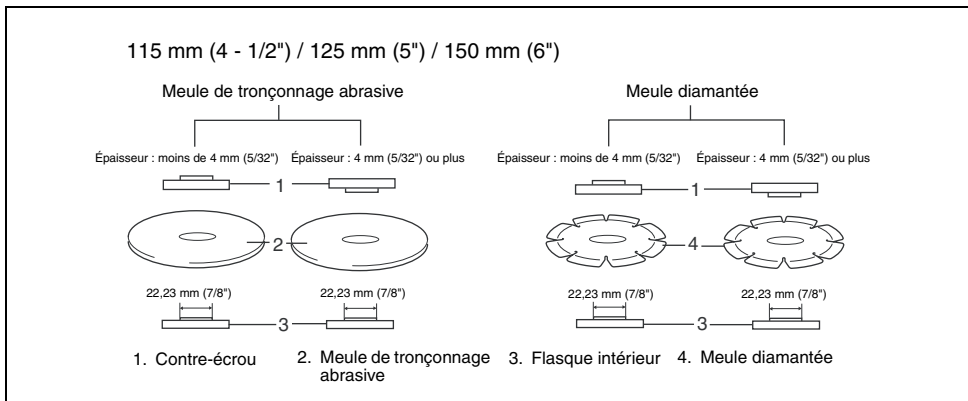 115 mm (4 - 1/2") / 125 mm (5") / 150 mm (6")
Meule de tronçonnage abrasive
Meule diamantée
Épaisseur : moins de 4 mm (5/32")
Épaisseur : 4 mm (5/32") ou plus
Épaisseur : moins de 4 mm (5/32")
Épaisseur : 4 mm (5/32") ou plus
1
1
2
4
22,23 mm (7/8")
22,23 mm (7/8")
22,23 mm (7/8")
22,23 mm (7/8")
3
3
1. Contre-écrou
2. Meule de tronçonnage
abrasive
3. Flasque intérieur
4. Meule diamantée